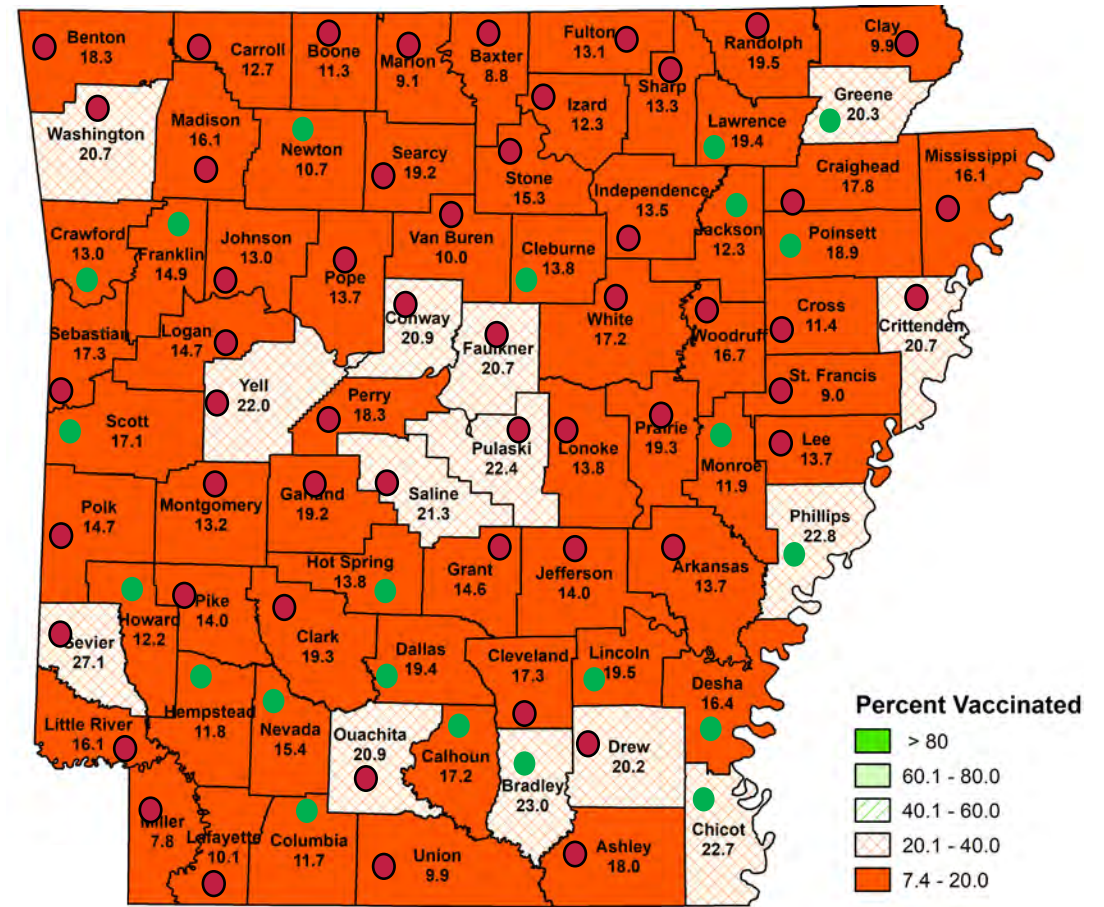 Benton
18.3
Carroll
12.7
Boone
11.3
Marion
9.1
Baxter
8.8
Fulton
13.1
Randolph
19.5
Clay
9.9
Washington
20.7
Madison
16.1
Newton
10.7
Searcy
19.2
Stone
15.3
Izard
12.3
Sharp
13.3
Lawrence
19.4
Greene
20.3
Independence
13.5
Craighead
17.8
Mississippi
16.1
Crawford
13.0
Franklin
14.9
Johnson
13.0
Pope
13.7
Van Buren
10.0
Cleburne
13.8
Jackson
12.3
Poinsett
18.9
Sebastian
17.3
Logan
14.7
Conway
20.9
Faulkner
20.7
White
17.2
Woodruff
16.7
Cross
11.4
Crittenden
20.7
Scott
17.1
Yell
22.0
Perry
18.3
Pulaski
22.4
Lonoke
13.8
Prairie
19.3
Monroe
11.9
St. Francis
9.0
Lee
13.7
Polk
14.7
Montgomery
13.2
Garland
19.2
Saline
21.3
Phillips
22.8
Hot Spring
13.8
Grant
14.6
Jefferson
14.0
Arkansas
13.7
Sevier
27.1
Howard
12.2
Pike
14.0
Clark
19.3
Dallas
19.4
Cleveland
17.3
Lincoln
19.5
Desha
16.4
Little River
16.1
Hempstead
11.8
Nevada
15.4
Ouachita
20.9
Calhoun
17.2
Bradley
23.0
Drew
20.2
Chicot
22.7
Miller
7.8
Lafayette
10.1
Columbia
11.7
Union
9.9
Ashley
18.0
Percent Vaccinated
> 80
60.1 - 80.0
40.1 - 60.0
20.1 - 40.0
7.4 - 20.0